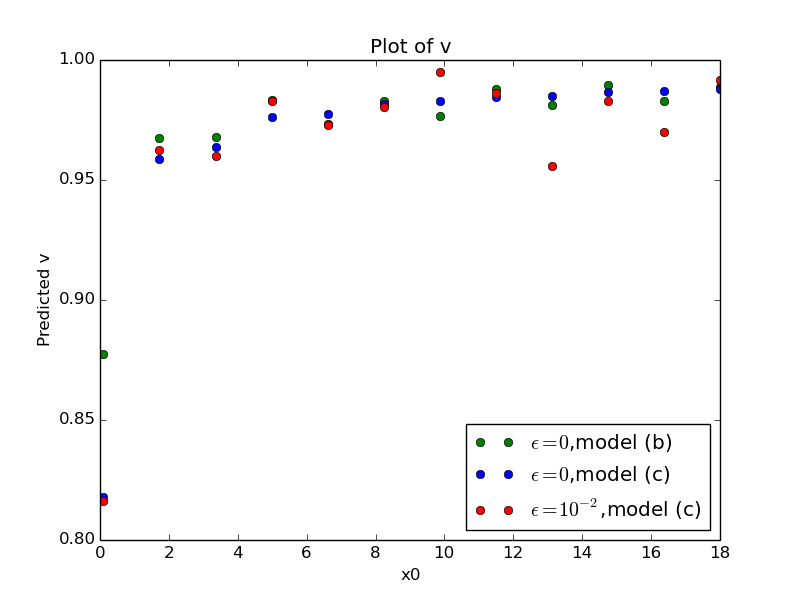 Plot of v
1.00
0.95
0.90
0.85
0.80
Predicted v
ϵ=0,model (b)
ϵ=0,model (c)
ϵ=10⁻²,model (c)
0 2 4 6 8 10 12 14 16 18
x0